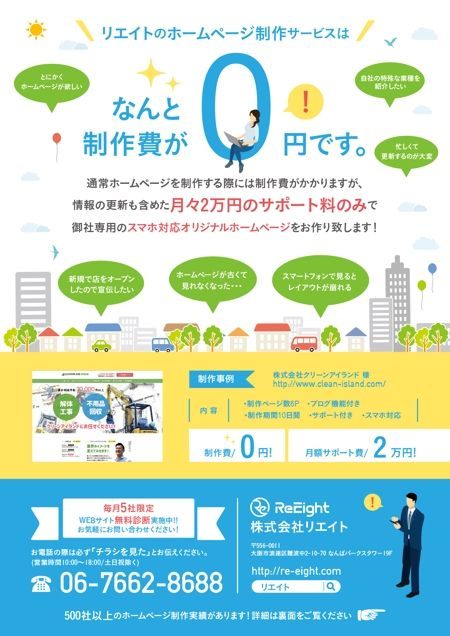 リエイトのホームページ制作サービスは
とにかく
ホームページが欲しい
自社の特殊な業種を
紹介したい
忙しくて
更新するのが大変
なんと
制作費が0円です。
通常ホームページを制作する際には制作費がかかりますが、
情報の更新も含めた月々2万円のサポート料のみで
御社専用のスマホ対応オリジナルホームページをお作り致します！
新規で店をオープン
したので宣伝したい
ホームページが古くて
見れなくなった・・・
スマートフォンで見ると
レイアウトが崩れる
解体
工事
不用品
回収
クリーンアイランドにお任せください!
制作事例
株式会社クリーンアイランド 様
http://www.clean-island.com/
内容
・制作ページ数6P ・ブログ機能付き
・制作期間10日間 ・サポート付き ・スマホ対応
制作費/0円!
月額サポート費/2万円!
毎月5社限定
WEBサイト無料診断実施中!!
お気軽にお問い合わせください!
お電話の際は必ず「チラシを見た」とお伝えください。
(営業時間10:00〜18:00/土日祝除く)
06-7662-8688
ReEight
株式会社リエイト
〒556-0011
大阪市浪速区難波中2-10-70 なんばパークスタワー19F
http://re-eight.com
リエイト
500社以上のホームページ制作実績があります！詳細は裏面をご覧ください